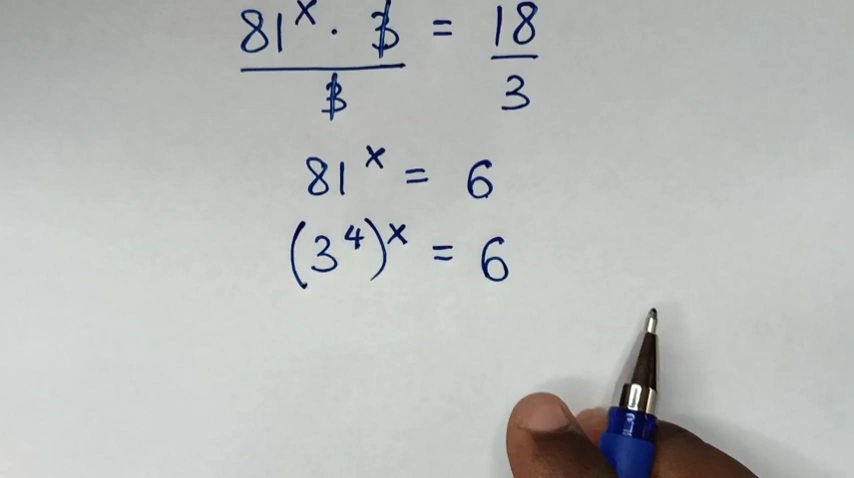 81^x · 3 = 18
3 3
81^x = 6
(3^4)^x = 6